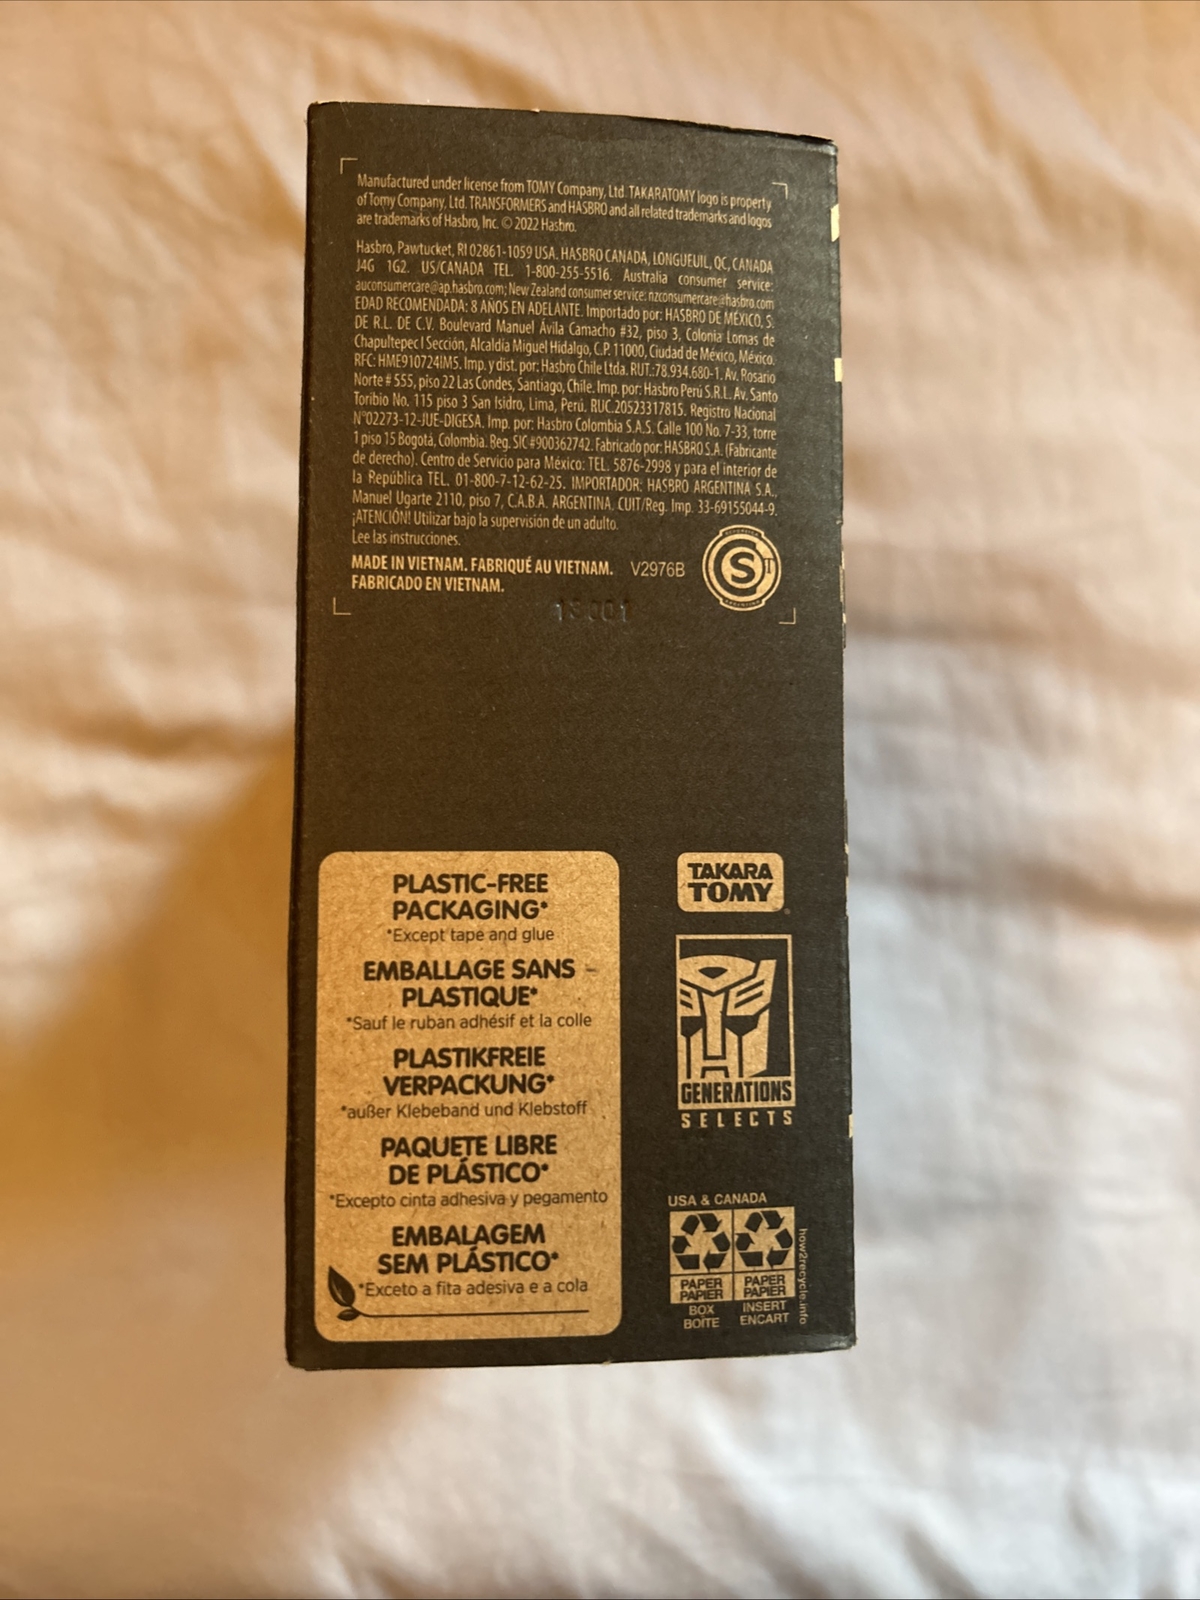 Manufactured under license from TOMY Company, Ltd. TAKARATOMY logo is property
of Tomy Company, Ltd. TRANSFORMERS and HASBRO and all related trademarks and logos
are trademarks of Hasbro, Inc. © 2022 Hasbro.
Hasbro, Pawtucket, RI 02861-1059 USA. HASBRO CANADA, LONGUEUIL, QC, CANADA
J4G 1G2. US/CANADA TEL. 1-800-255-5516. Australia consumer service:
auconsumercare@ap.hasbro.com; New Zealand consumer service: nzconsumercare@hasbro.com
EDAD RECOMENDADA: 8 AÑOS EN ADELANTE. Importado por: HASBRO DE MÉXICO, S.
DE R.L. DE C.V. Boulevard Manuel Ávila Camacho #32, piso 3, Colonia Lomas de
Chapultepec I Sección, Alcaldía Miguel Hidalgo, C.P. 11000, Ciudad de México, México.
RFC: HME910724IM5. Imp. y dist. por: Hasbro Chile Ltda. RUT.:78.934.680-1. Av. Rosario
Norte # 555, piso 22 Las Condes, Santiago, Chile. Imp. por: Hasbro Perú S.R.L. Av. Santo
Toribio No. 115 piso 3 San Isidro, Lima, Perú. RUC.20523317815. Registro Nacional
N°02273-12-JUE-DIGESA. Imp. por: Hasbro Colombia S.A.S. Calle 100 No. 7-33, torre
1 piso 15 Bogotá, Colombia. Reg. SIC#900362742. Fabricado por: HASBRO S.A. (Fabricante
de derecho). Centro de Servicio para México: TEL. 5876-2998 y para el interior de
la República TEL. 01-800-7-12-62-25. IMPORTADOR: HASBRO ARGENTINA S.A.,
Manuel Ugarte 2110, piso 7, C.A.B.A. ARGENTINA, CUIT/Reg. Imp. 33-69155044-9.
¡ATENCIÓN! Utilizar bajo la supervisión de un adulto.
Lee las instrucciones.
MADE IN VIETNAM. FABRIQUÉ AU VIETNAM. V2976B
FABRICADO EN VIETNAM.
S
PLASTIC-FREE
PACKAGING*
*Except tape and glue
EMBALLAGE SANS
PLASTIQUE*
*Sauf le ruban adhésif et la colle
PLASTIKFREIE
VERPACKUNG*
*außer Klebeband und Klebstoff
PAQUETE LIBRE
DE PLÁSTICO*
*Excepto cinta adhesiva y pegamento
EMBALAGEM
SEM PLÁSTICO*
*Exceto a fita adesiva e a cola
TAKARA
TOMY
GENERATIONS
SELECTS
USA & CANADA
PAPER PAPER
PAPIER PAPIER
BOX INSERT
BOÎTE ENCART
how2recycle.info